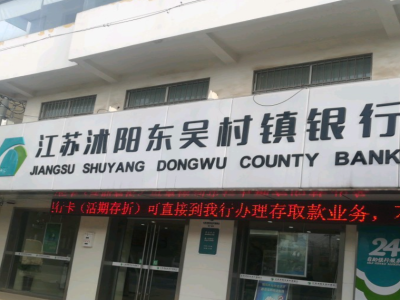 江苏沭阳东吴村镇银行
JIANGSU SHUYANG DONGWU COUNTY BANK
行卡（活期存折）可直接到我行办理存取款业务，
24